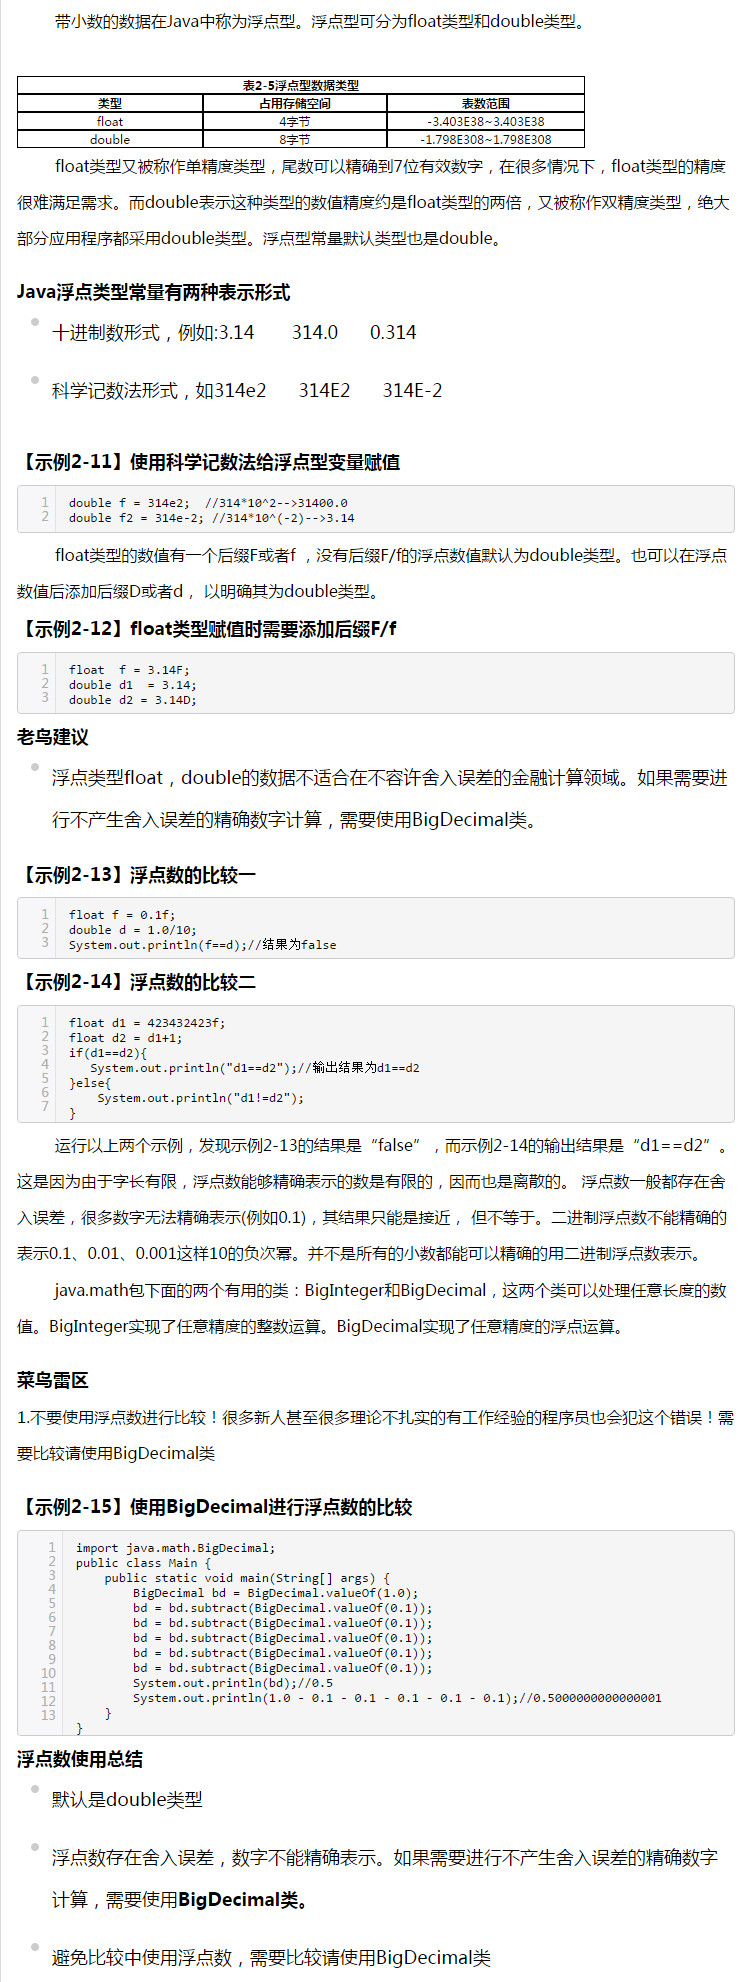 带小数的数据在Java中称为浮点型。浮点型可分为float类型和double类型。
表2-5浮点型数据类型
类型 占用存储空间 表数范围
float 4字节 -3.403E38~3.403E38
double 8字节 -1.798E308~1.798E308
float类型又被称作单精度类型，尾数可以精确到7位有效数字，在很多情况下，float类型的精度
很难满足需求。而double表示这种类型的数值精度约是float类型的两倍，又被称作双精度类型，绝大
部分应用程序都采用double类型。浮点型常量默认类型也是double。
Java浮点类型常量有两种表示形式
十进制数形式，例如:3.14 314.0 0.314
科学记数法形式，如314e2 314E2 314E-2
【示例2-11】使用科学记数法给浮点型变量赋值
1 double f = 314e2;  //314*10^2-->31400.0
2 double f2 = 314e-2; //314*10^(-2)-->3.14
float类型的数值有一个后缀F或者f ，没有后缀F/f的浮点数值默认为double类型。也可以在浮点
数值后添加后缀D或者d， 以明确其为double类型。
【示例2-12】float类型赋值时需要添加后缀F/f
1 float  f = 3.14F;
2 double d1  = 3.14;
3 double d2 = 3.14D;
老鸟建议
浮点类型float，double的数据不适合在不容许舍入误差的金融计算领域。如果需要进
行不产生舍入误差的精确数字计算，需要使用BigDecimal类。
【示例2-13】浮点数的比较一
1 float f = 0.1f;
2 double d = 1.0/10;
3 System.out.println(f==d);//结果为false
【示例2-14】浮点数的比较二
1 float d1 = 423432423f;
2 float d2 = d1+1;
3 if(d1==d2){
4    System.out.println("d1==d2");//输出结果为d1==d2
5 }else{
6     System.out.println("d1!=d2");
7 }
运行以上两个示例，发现示例2-13的结果是“false”，而示例2-14的输出结果是“d1==d2”。
这是因为由于字长有限，浮点数能够精确表示的数是有限的，因而也是离散的。 浮点数一般都存在舍
入误差，很多数字无法精确表示(例如0.1)，其结果只能是接近， 但不等于。二进制浮点数不能精确的
表示0.1、0.01、0.001这样10的负次幂。并不是所有的小数都能可以精确的用二进制浮点数表示。
java.math包下面的两个有用的类：BigInteger和BigDecimal，这两个类可以处理任意长度的数
值。BigInteger实现了任意精度的整数运算。BigDecimal实现了任意精度的浮点运算。
菜鸟雷区
1.不要使用浮点数进行比较！很多新人甚至很多理论不扎实的有工作经验的程序员也会犯这个错误！需
要比较请使用BigDecimal类
【示例2-15】使用BigDecimal进行浮点数的比较
1 import java.math.BigDecimal;
2 public class Main {
3     public static void main(String[] args) {
4         BigDecimal bd = BigDecimal.valueOf(1.0);
5         bd = bd.subtract(BigDecimal.valueOf(0.1));
6         bd = bd.subtract(BigDecimal.valueOf(0.1));
7         bd = bd.subtract(BigDecimal.valueOf(0.1));
8         bd = bd.subtract(BigDecimal.valueOf(0.1));
9         bd = bd.subtract(BigDecimal.valueOf(0.1));
10         System.out.println(bd);//0.5
11         System.out.println(1.0 - 0.1 - 0.1 - 0.1 - 0.1 - 0.1);//0.5000000000000001
12     }
13 }
浮点数使用总结
默认是double类型
浮点数存在舍入误差，数字不能精确表示。如果需要进行不产生舍入误差的精确数字
计算，需要使用BigDecimal类。
避免比较中使用浮点数，需要比较请使用BigDecimal类